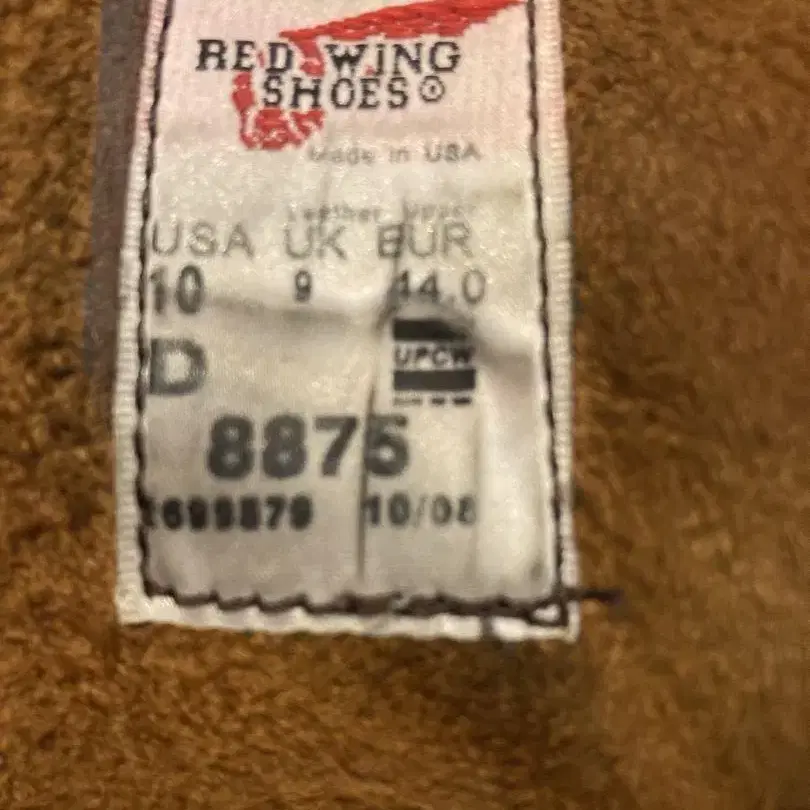 RED WING
SHOES®
Made in USA
Leather Upper
USA UK EUR
10 9 44.0
D
UPCW
8875
10/08